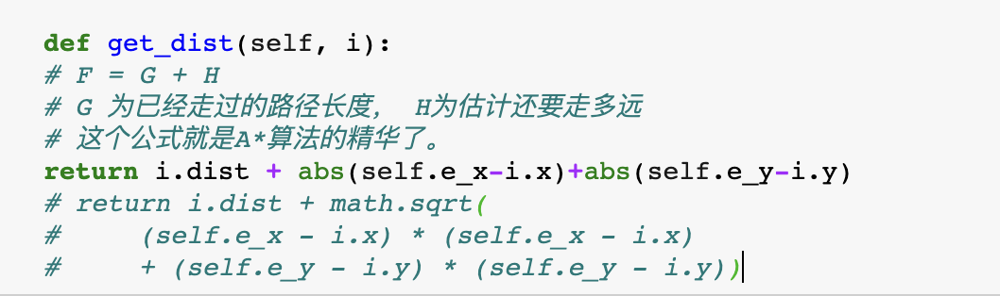 def get_dist(self, i):
# F = G + H
# G 为已经走过的路径长度， H为估计还要走多远
# 这个公式就是A*算法的精华了。
return i.dist + abs(self.e_x-i.x)+abs(self.e_y-i.y)
# return i.dist + math.sqrt(
#     (self.e_x - i.x) * (self.e_x - i.x)
#     + (self.e_y - i.y) * (self.e_y - i.y))